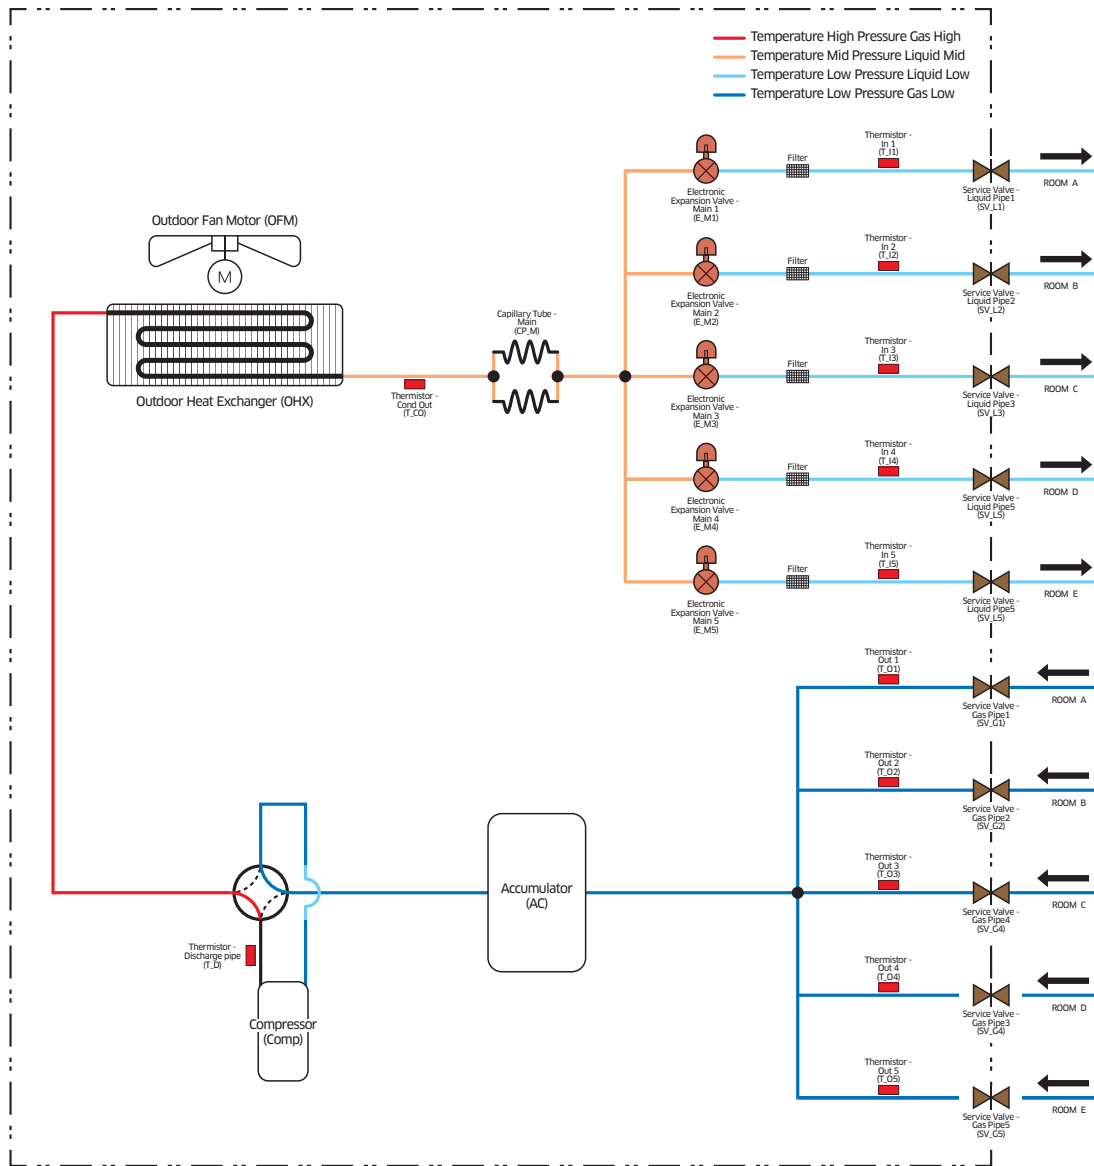 Temperature High Pressure Gas High
Temperature Mid Pressure Liquid Mid
Temperature Low Pressure Liquid Low
Temperature Low Pressure Gas Low
Outdoor Fan Motor (OFM)
M
Outdoor Heat Exchanger (OHX)
Thermistor -
Cond Out
(T_CO)
Capillary Tube -
Main
(CP_M)
Electronic
Expansion Valve -
Main 1
(E_M1)
Filter
Thermistor -
In 1
(T_I1)
Service Valve -
Liquid Pipe1
(SV_L1)
ROOM A
Electronic
Expansion Valve -
Main 2
(E_M2)
Filter
Thermistor -
In 2
(T_I2)
Service Valve -
Liquid Pipe2
(SV_L2)
ROOM B
Electronic
Expansion Valve -
Main 3
(E_M3)
Filter
Thermistor -
In 3
(T_I3)
Service Valve -
Liquid Pipe3
(SV_L3)
ROOM C
Electronic
Expansion Valve -
Main 4
(E_M4)
Filter
Thermistor -
In 4
(T_I4)
Service Valve -
Liquid Pipe5
(SV_L5)
ROOM D
Electronic
Expansion Valve -
Main 5
(E_M5)
Filter
Thermistor -
In 5
(T_I5)
Service Valve -
Liquid Pipe5
(SV_L5)
ROOM E
Thermistor -
Out 1
(T_O1)
Service Valve -
Gas Pipe1
(SV_G1)
ROOM A
Thermistor -
Out 2
(T_O2)
Service Valve -
Gas Pipe2
(SV_G2)
ROOM B
Thermistor -
Out 3
(T_O3)
Service Valve -
Gas Pipe4
(SV_G4)
ROOM C
Thermistor -
Out 4
(T_O4)
Service Valve -
Gas Pipe3
(SV_G4)
ROOM D
Thermistor -
Out 5
(T_O5)
Service Valve -
Gas Pipe5
(SV_G5)
ROOM E
Accumulator
(AC)
Thermistor -
Discharge pipe
(T_D)
Compressor
(Comp)